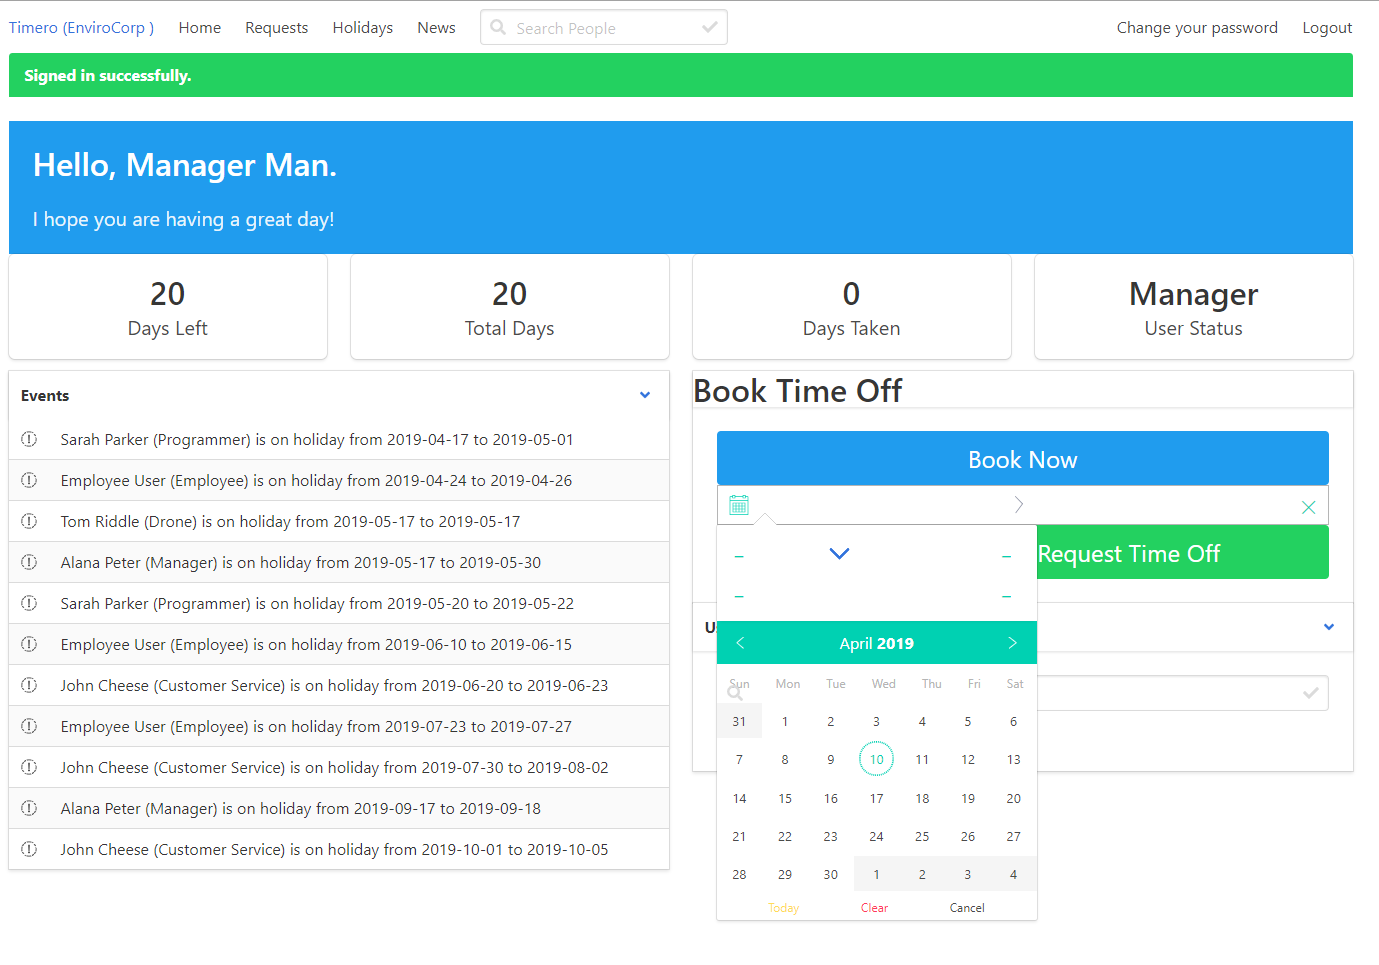 Timero (EnviroCorp ) Home Requests Holidays News Search People Change your password Logout
Signed in successfully.
Hello, Manager Man.
I hope you are having a great day!
20
Days Left
20
Total Days
0
Days Taken
Manager
User Status
Events
Sarah Parker (Programmer) is on holiday from 2019-04-17 to 2019-05-01
Employee User (Employee) is on holiday from 2019-04-24 to 2019-04-26
Tom Riddle (Drone) is on holiday from 2019-05-17 to 2019-05-17
Alana Peter (Manager) is on holiday from 2019-05-17 to 2019-05-30
Sarah Parker (Programmer) is on holiday from 2019-05-20 to 2019-05-22
Employee User (Employee) is on holiday from 2019-06-10 to 2019-06-15
John Cheese (Customer Service) is on holiday from 2019-06-20 to 2019-06-23
Employee User (Employee) is on holiday from 2019-07-23 to 2019-07-27
John Cheese (Customer Service) is on holiday from 2019-07-30 to 2019-08-02
Alana Peter (Manager) is on holiday from 2019-09-17 to 2019-09-18
John Cheese (Customer Service) is on holiday from 2019-10-01 to 2019-10-05
Book Time Off
Book Now
– –
– –
Request Time Off
April 2019
Sun Mon Tue Wed Thu Fri Sat
31 1 2 3 4 5 6
7 8 9 10 11 12 13
14 15 16 17 18 19 20
21 22 23 24 25 26 27
28 29 30 1 2 3 4
Today Clear Cancel